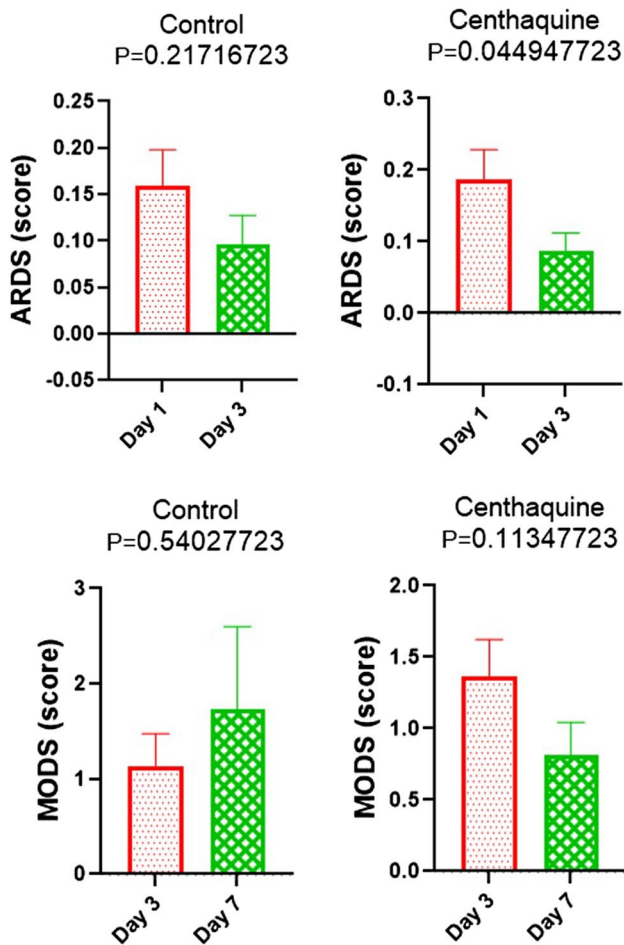 Control
P=0.21716723
Centhaquine
P=0.044947723
ARDS (score)
0.25
0.20
0.15
0.10
0.05
0.00
-0.05
Day 1
Day 3
ARDS (score)
0.3
0.2
0.1
0.0
-0.1
Day 1
Day 3
Control
P=0.54027723
Centhaquine
P=0.11347723
MODS (score)
3
2
1
0
Day 3
Day 7
MODS (score)
2.0
1.5
1.0
0.5
0.0
Day 3
Day 7